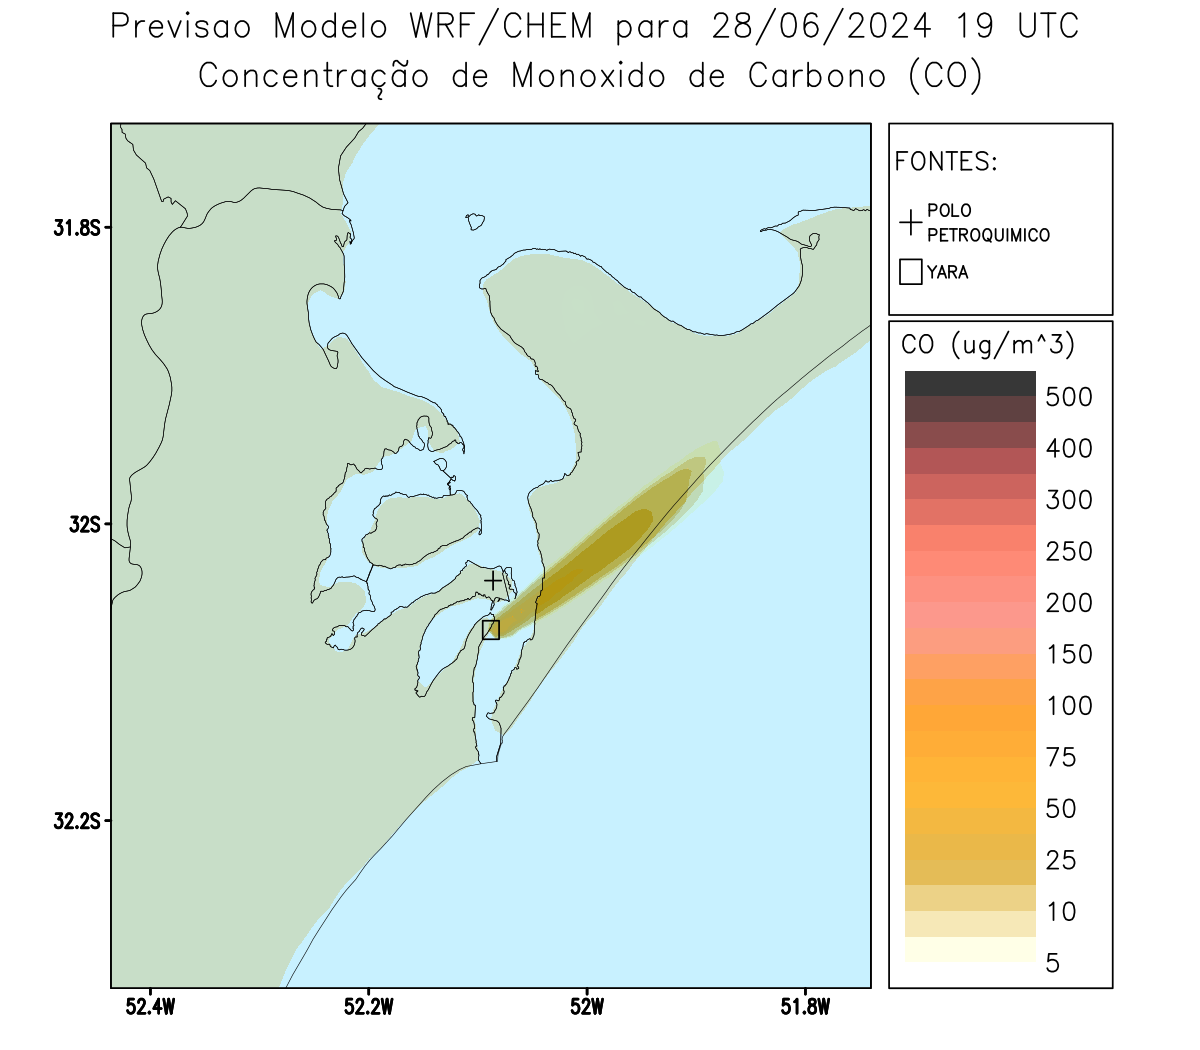 Previsao Modelo WRF/CHEM para 28/06/2024 19 UTC
Concentração de Monoxido de Carbono (CO)
FONTES:
POLO
PETROQUIMICO
YARA
CO (ug/m^3)
500
400
300
250
200
150
100
75
50
25
10
5
31.8S
32S
32.2S
52.4W
52.2W
52W
51.8W